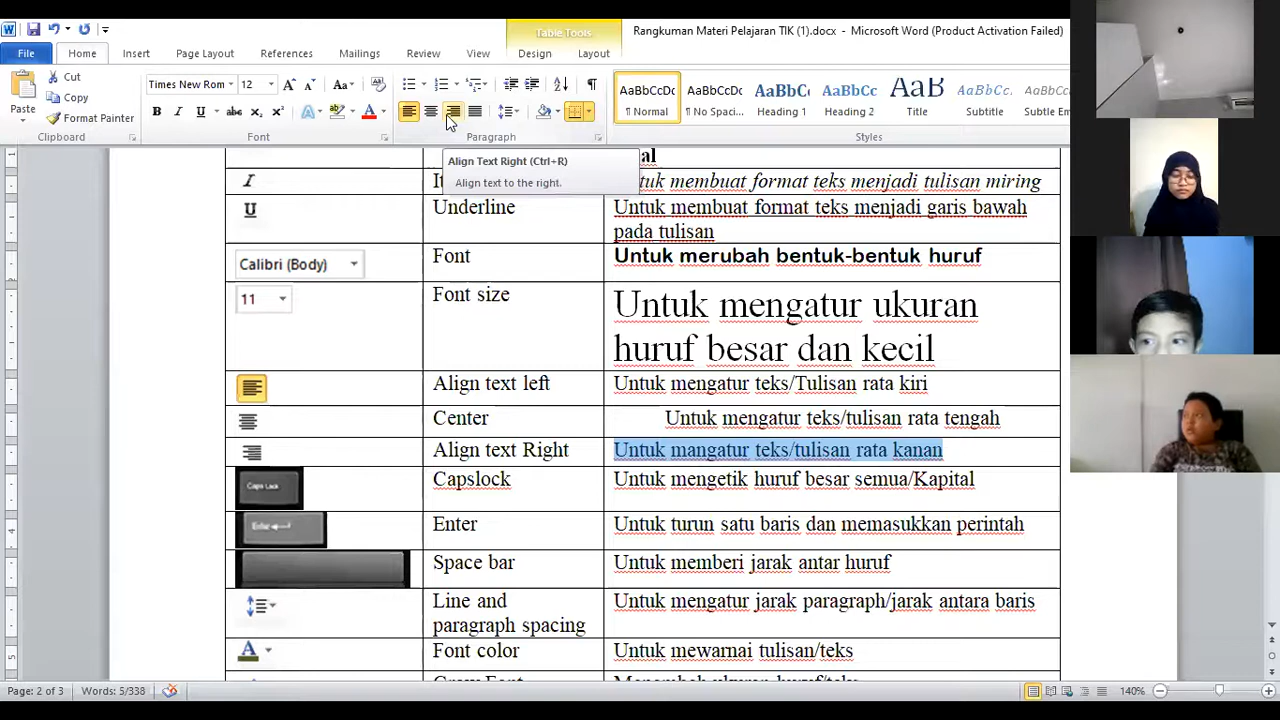 Table Tools
Rangkuman Materi Pelajaran TIK (1).docx - Microsoft Word (Product Activation Failed)
File Home Insert Page Layout References Mailings Review View Design Layout
Cut
Copy
Format Painter
Paste
Times New Rom 12
AaBbCcDc AaBbCcDc AaBbC AaBbCc AaB AaBbCc AaBbCcDc
¶ Normal ¶ No Spaci... Heading 1 Heading 2 Title Subtitle Subtle Em
Clipboard Font Paragraph Styles
Align Text Right (Ctrl+R)
Align text to the right.
I
miring
Untuk membuat format teks menjadi tulisan
U Underline Untuk membuat format teks menjadi garis bawah
pada tulisan
Calibri (Body) Font Untuk merubah bentuk-bentuk huruf
11 Font size Untuk mengatur ukuran
huruf besar dan kecil
Align text left Untuk mengatur teks/Tulisan rata kiri
Center Untuk mengatur teks/tulisan rata tengah
Align text Right Untuk mangatur teks/tulisan rata kanan
Caps Lock Capslock Untuk mengetik huruf besar semua/Kapital
Enter Enter Untuk turun satu baris dan memasukkan perintah
Space bar Untuk memberi jarak antar huruf
Line and
paragraph spacing Untuk mengatur jarak paragraph/jarak antara baris
A Font color Untuk mewarnai tulisan/teks
Page: 2 of 3 Words: 5/338 140%